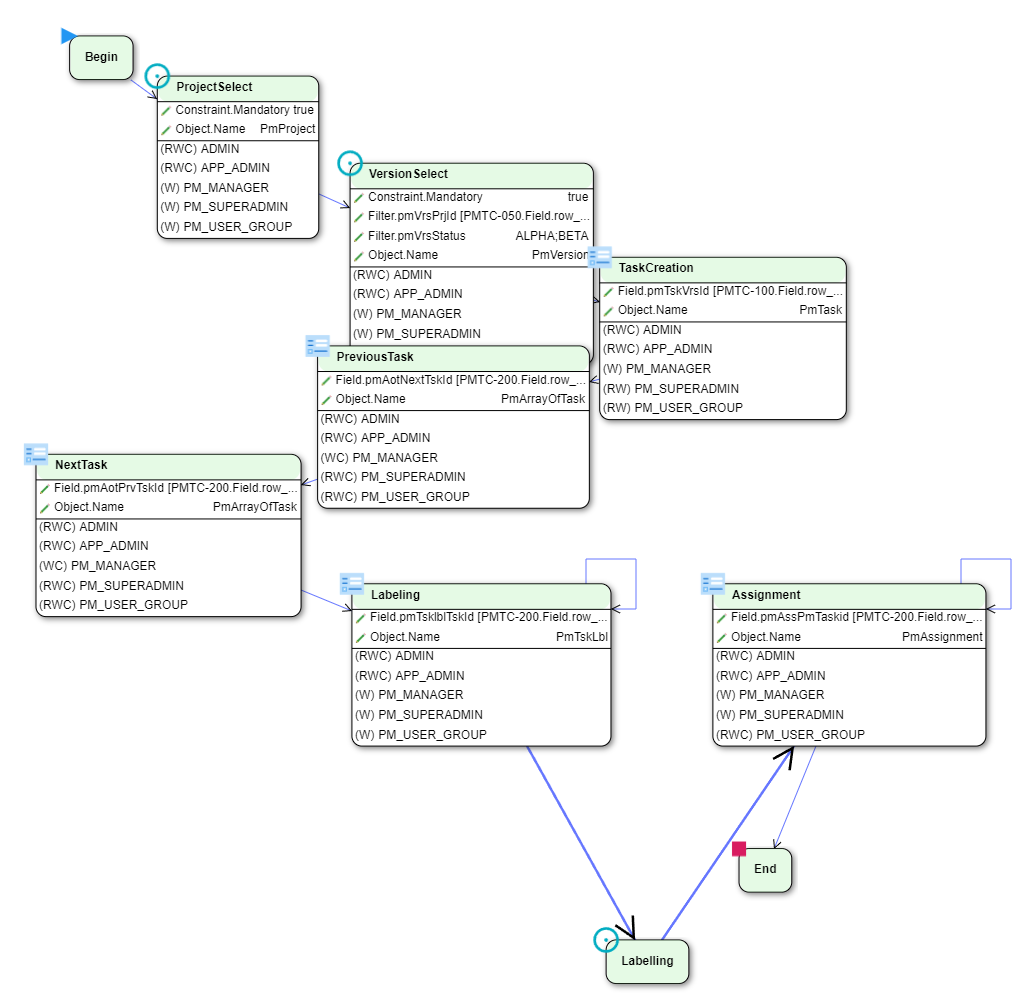 Begin
ProjectSelect
Constraint.Mandatory true
Object.Name PmProject
(RWC) ADMIN
(RWC) APP_ADMIN
(W) PM_MANAGER
(W) PM_SUPERADMIN
(W) PM_USER_GROUP
VersionSelect
Constraint.Mandatory true
Filter.pmVrsPrjId [PMTC-050.Field.row_...
Filter.pmVrsStatus ALPHA;BETA
Object.Name PmVersion
(RWC) ADMIN
(RWC) APP_ADMIN
(W) PM_MANAGER
(W) PM_SUPERADMIN
TaskCreation
Field.pmTskVrsId [PMTC-100.Field.row_...
Object.Name PmTask
(RWC) ADMIN
(RWC) APP_ADMIN
(W) PM_MANAGER
(RW) PM_SUPERADMIN
(RW) PM_USER_GROUP
PreviousTask
Field.pmAotNextTskId [PMTC-200.Field.row_...
Object.Name PmArrayOfTask
(RWC) ADMIN
(RWC) APP_ADMIN
(WC) PM_MANAGER
(RWC) PM_SUPERADMIN
(RWC) PM_USER_GROUP
NextTask
Field.pmAotPrvTskId [PMTC-200.Field.row_...
Object.Name PmArrayOfTask
(RWC) ADMIN
(RWC) APP_ADMIN
(WC) PM_MANAGER
(RWC) PM_SUPERADMIN
(RWC) PM_USER_GROUP
Labeling
Field.pmTsklblTskId [PMTC-200.Field.row_...
Object.Name PmTskLbl
(RWC) ADMIN
(RWC) APP_ADMIN
(W) PM_MANAGER
(W) PM_SUPERADMIN
(W) PM_USER_GROUP
Assignment
Field.pmAssPmTaskid [PMTC-200.Field.row_...
Object.Name PmAssignment
(RWC) ADMIN
(RWC) APP_ADMIN
(W) PM_MANAGER
(W) PM_SUPERADMIN
(RWC) PM_USER_GROUP
End
Labelling